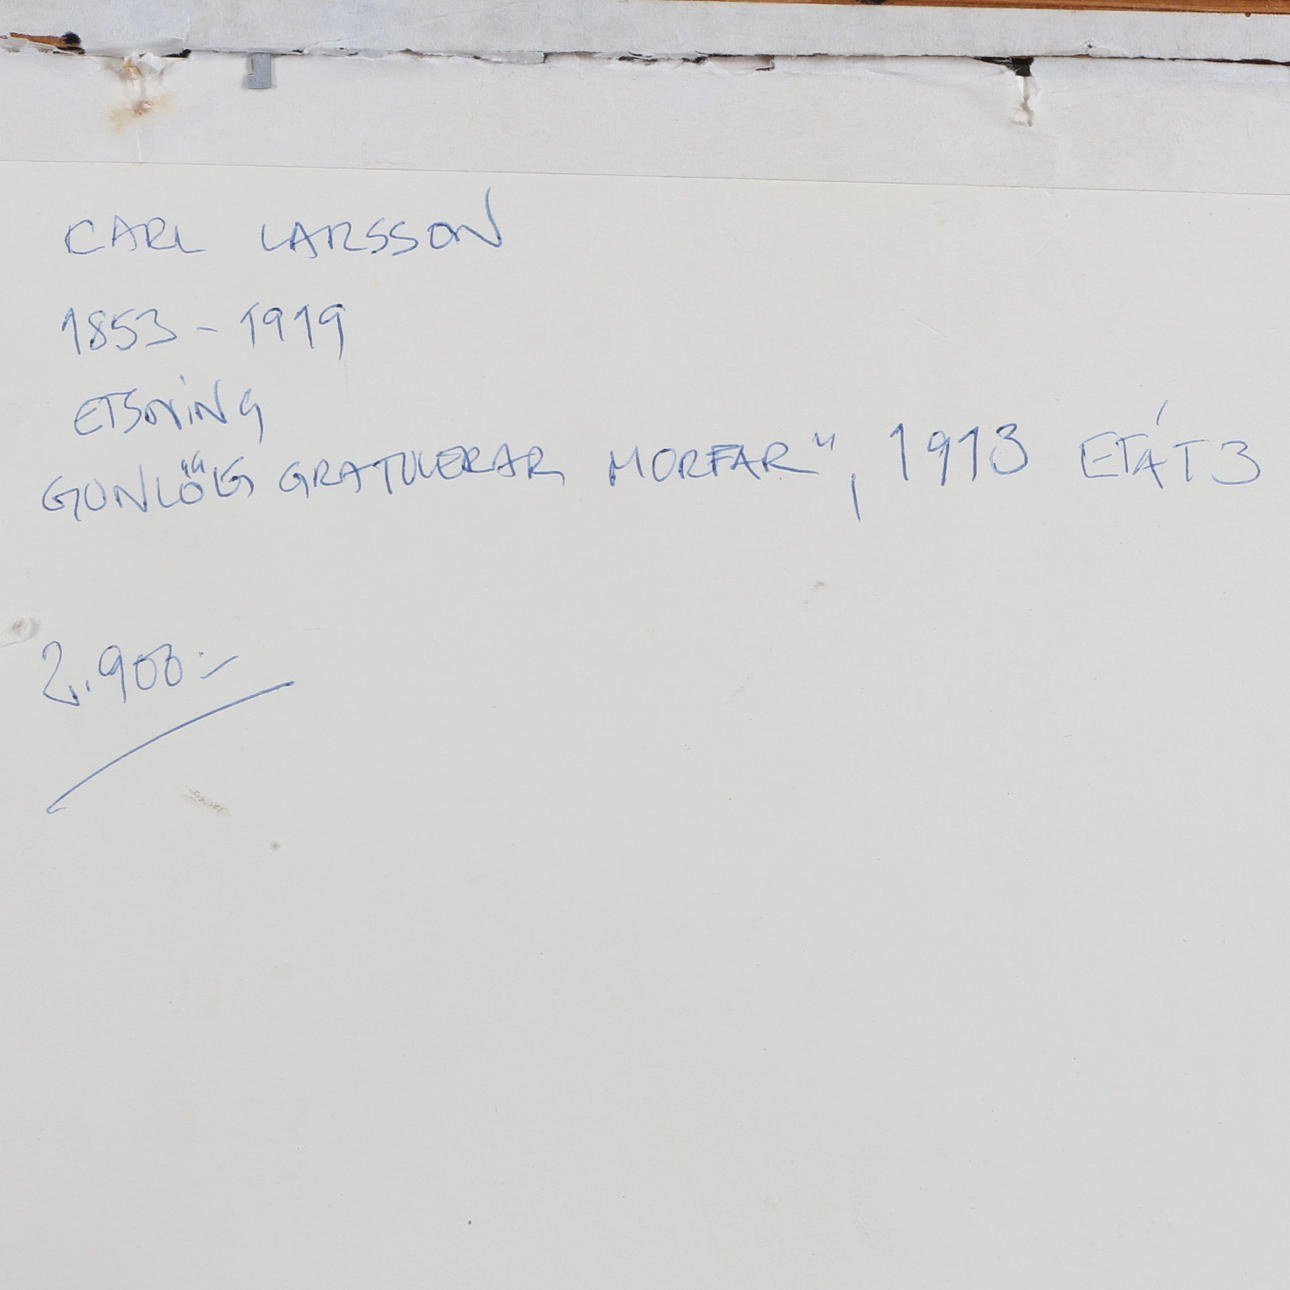 CARL LARSSON
1853 - 1919
ETSNING
GUNLÖG GRATULERAR MORFAR", 1913 ETÁT 3
2.900:-